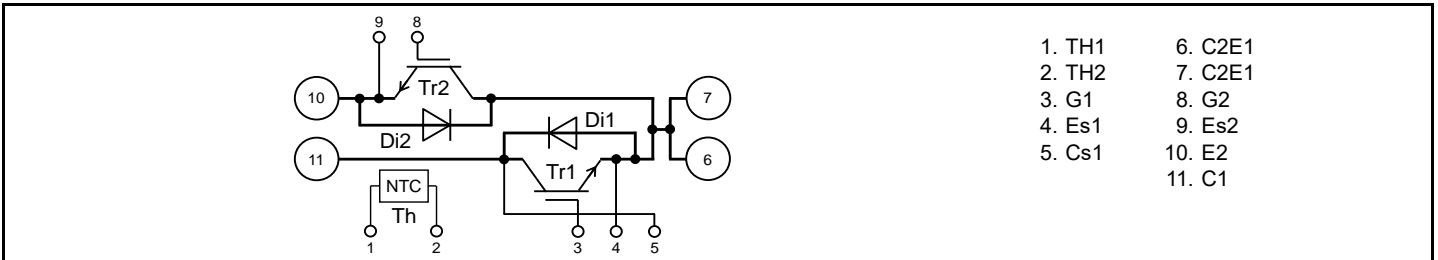 9 8
10
Tr2
7
Di2
Di1
11
Tr1
6
NTC
Th
1 2 3 4 5
1. TH1
2. TH2
3. G1
4. Es1
5. Cs1
6. C2E1
7. C2E1
8. G2
9. Es2
10. E2
11. C1